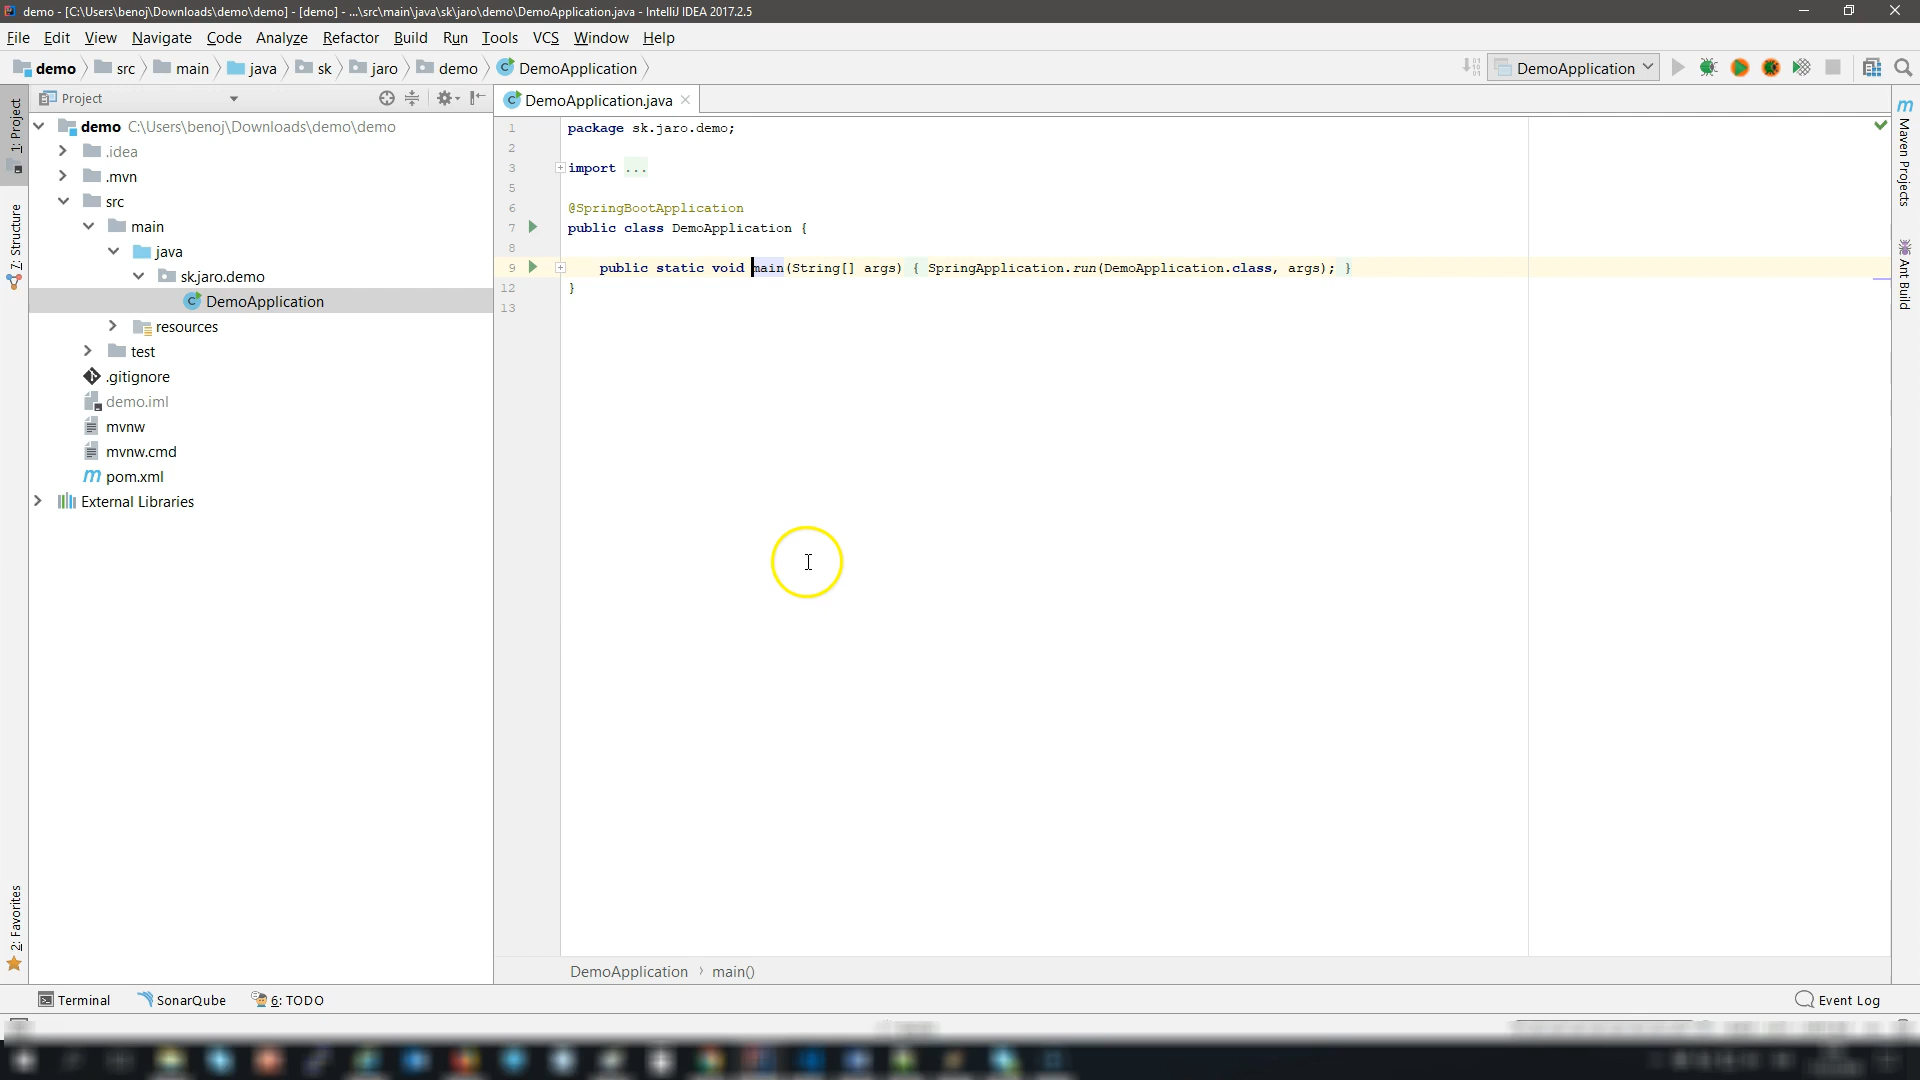 demo - [C:\Users\benoj\Downloads\demo\demo] - [demo] - ...\src\main\java\sk\jaro\demo\DemoApplication.java - IntelliJ IDEA 2017.2.5
File Edit View Navigate Code Analyze Refactor Build Run Tools VCS Window Help
demo src main java sk jaro demo DemoApplication
DemoApplication
Project
DemoApplication.java
1: Project
7: Structure
2: Favorites
demo C:\Users\benoj\Downloads\demo\demo
.idea
.mvn
src
main
java
sk.jaro.demo
DemoApplication
resources
test
.gitignore
demo.iml
mvnw
mvnw.cmd
pom.xml
External Libraries
1 package sk.jaro.demo;
2
3 import ...
5
6 @SpringBootApplication
7 public class DemoApplication {
8
9 public static void main(String[] args) { SpringApplication.run(DemoApplication.class, args); }
12 }
13
Maven Projects
Ant Build
DemoApplication › main()
Terminal SonarQube 6: TODO
Event Log